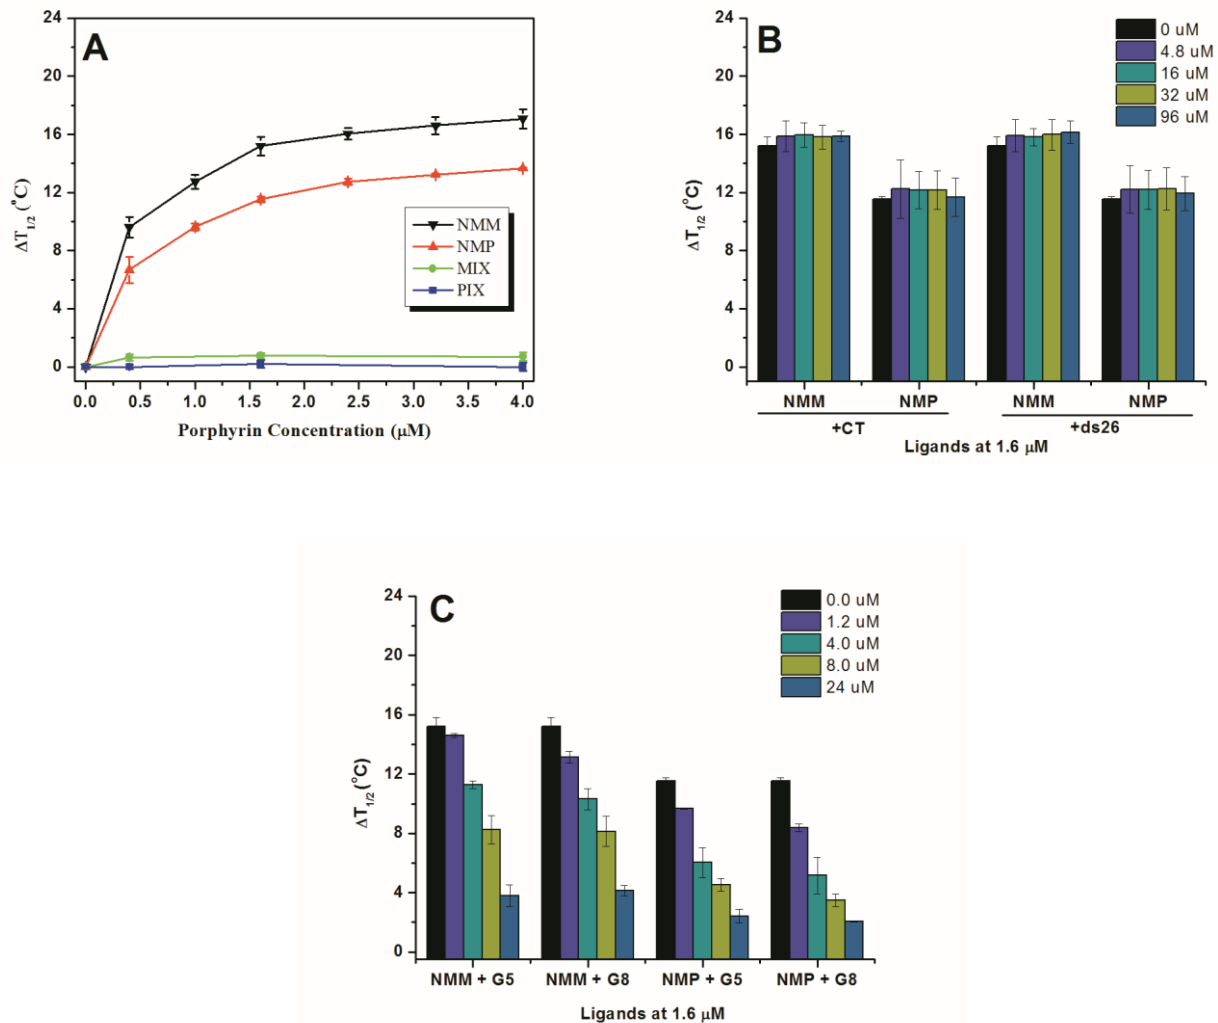 A
24
20
16
12
8
4
0
ΔT1/2 (°C)
NMM
NMP
MIX
PIX
0.0 0.5 1.0 1.5 2.0 2.5 3.0 3.5 4.0
Porphyrin Concentration (μM)
B
24
20
16
12
8
4
0
ΔT1/2 (°C)
0 uM
4.8 uM
16 uM
32 uM
96 uM
NMM NMP NMM NMP
+CT +ds26
Ligands at 1.6 μM
C
24
20
16
12
8
4
0
ΔT1/2 (°C)
0.0 uM
1.2 uM
4.0 uM
8.0 uM
24 uM
NMM + G5 NMM + G8 NMP + G5 NMP + G8
Ligands at 1.6 μM